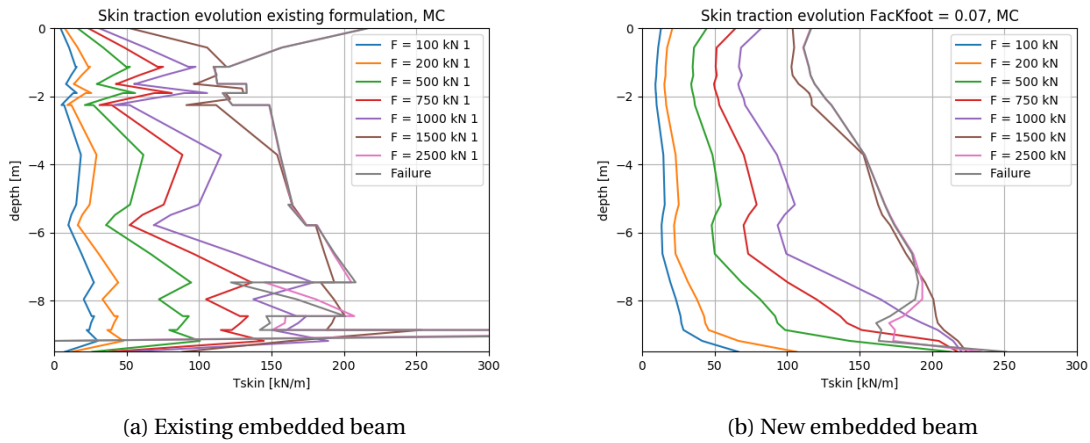 Skin traction evolution existing formulation, MC
0
−2
−4
−6
−8
depth [m]
0
50
100
150
200
250
300
Tskin [kN/m]
F = 100 kN 1
F = 200 kN 1
F = 500 kN 1
F = 750 kN 1
F = 1000 kN 1
F = 1500 kN 1
F = 2500 kN 1
Failure
(a) Existing embedded beam
Skin traction evolution FacKfoot = 0.07, MC
0
−2
−4
−6
−8
depth [m]
0
50
100
150
200
250
300
Tskin [kN/m]
F = 100 kN
F = 200 kN
F = 500 kN
F = 750 kN
F = 1000 kN
F = 1500 kN
F = 2500 kN
Failure
(b) New embedded beam